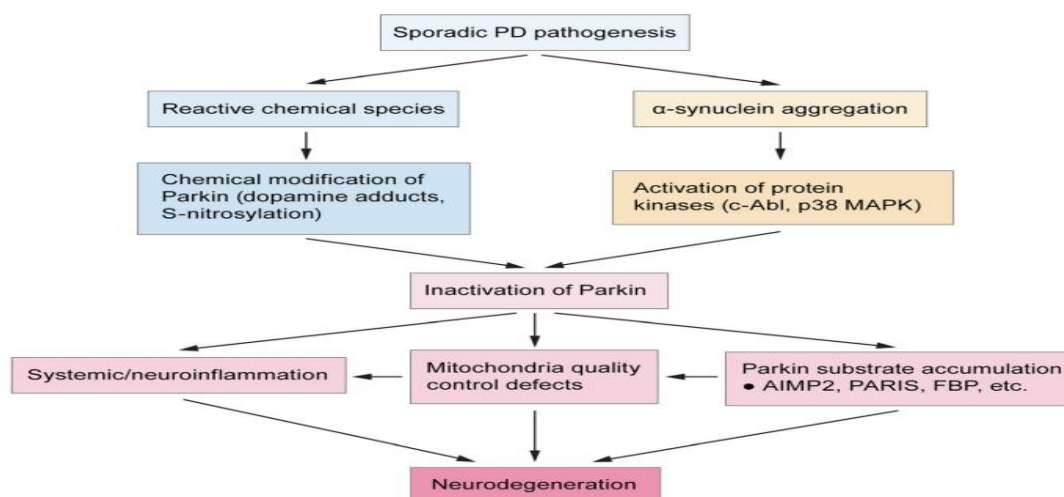 Sporadic PD pathogenesis
Reactive chemical species
α-synuclein aggregation
Chemical modification of
Parkin (dopamine adducts,
S-nitrosylation)
Activation of protein
kinases (c-Abl, p38 MAPK)
Inactivation of Parkin
Systemic/neuroinflammation
Mitochondria quality
control defects
Parkin substrate accumulation
● AIMP2, PARIS, FBP, etc.
Neurodegeneration